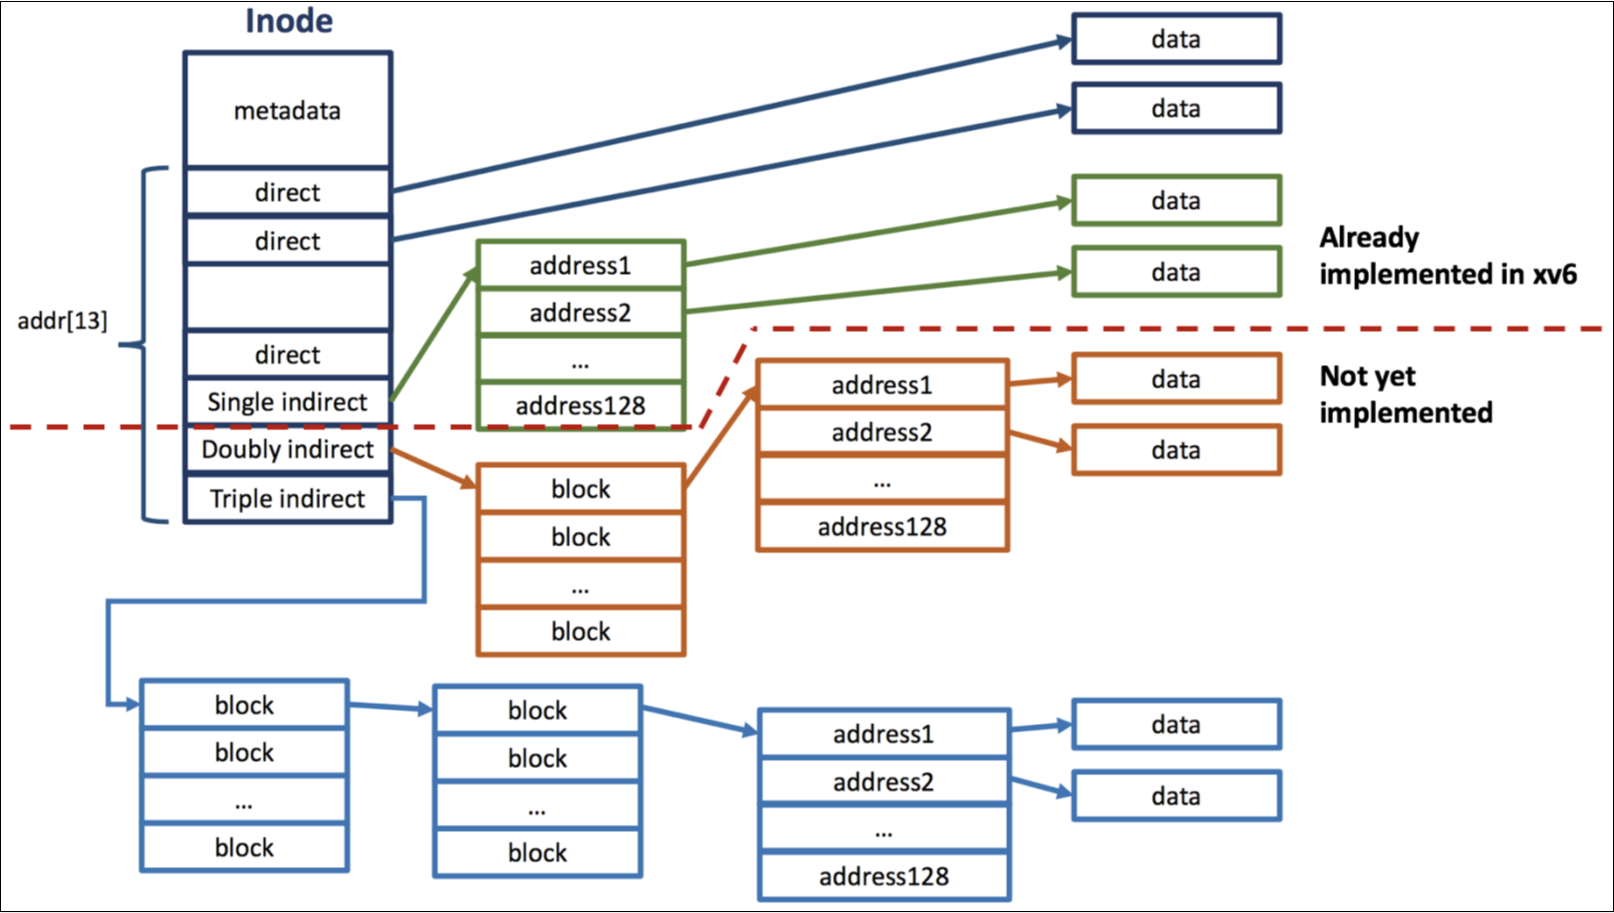 Inode
metadata
direct
direct
addr[13]
direct
Single indirect
Doubly indirect
Triple indirect
address1
address2
...
address128
data
data
data
data
Already
implemented in xv6
Not yet
implemented
block
block
...
block
address1
address2
...
address128
data
data
block
block
...
block
block
block
...
block
address1
address2
...
address128
data
data